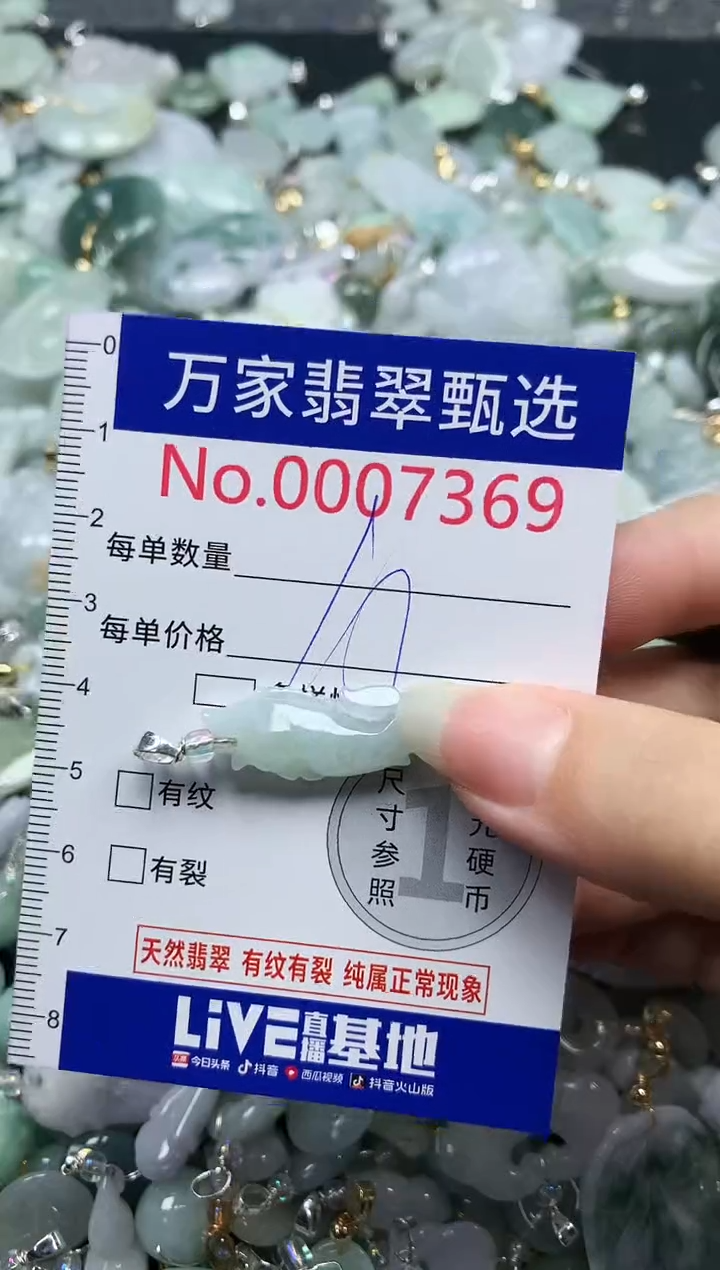 万家翡翠甄选
No.0007369
每单数量
每单价格
有纹
有裂
尺寸参照
1
元硬币
天然翡翠 有纹有裂 纯属正常现象
LIVE直播基地
头条 今日头条 抖音 西瓜视频 抖音火山版
0
1
2
3
4
5
6
7
8